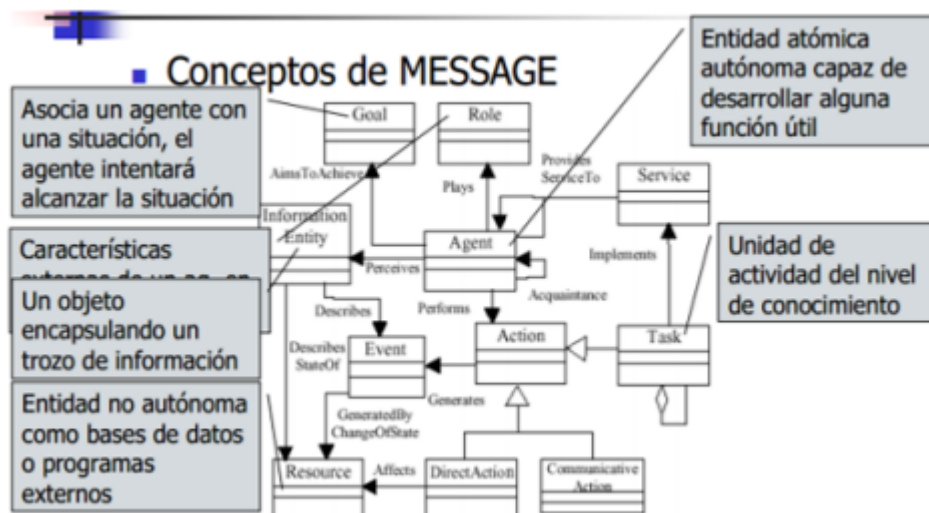 Conceptos de MESSAGE
Asocia un agente con
una situación, el
agente intentará
alcanzar la situación
Entidad atómica
autónoma capaz de
desarrollar alguna
función útil
Goal
Role
AimsToAchieve
Plays
Provides
ServiceTo
Service
Information
Entity
Agent
Características
Perceives
Implements
Unidad de
actividad del nivel
de conocimiento
Un objeto
encapsulando un
trozo de información
Acquaintance
Describes
Performs
Describes
StateOf
Event
Action
Task
Generates
Entidad no autónoma
como bases de datos
o programas
externos
GeneratedBy
ChangeOfState
Resource
Affects
DirectAction
Communicative
Action